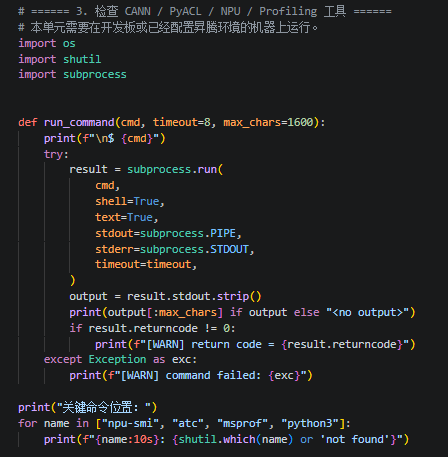 # ====== 3. 检查 CANN / PyACL / NPU / Profiling 工具 ======
# 本单元需要在开发板或已经配置昇腾环境的机器上运行。
import os
import shutil
import subprocess


def run_command(cmd, timeout=8, max_chars=1600):
    print(f"\n$ {cmd}")
    try:
        result = subprocess.run(
            cmd,
            shell=True,
            text=True,
            stdout=subprocess.PIPE,
            stderr=subprocess.STDOUT,
            timeout=timeout,
        )
        output = result.stdout.strip()
        print(output[:max_chars] if output else "<no output>")
        if result.returncode != 0:
            print(f"[WARN] return code = {result.returncode}")
    except Exception as exc:
        print(f"[WARN] command failed: {exc}")

print("关键命令位置：")
for name in ["npu-smi", "atc", "msprof", "python3"]:
    print(f"{name:10s}: {shutil.which(name) or 'not found'}")